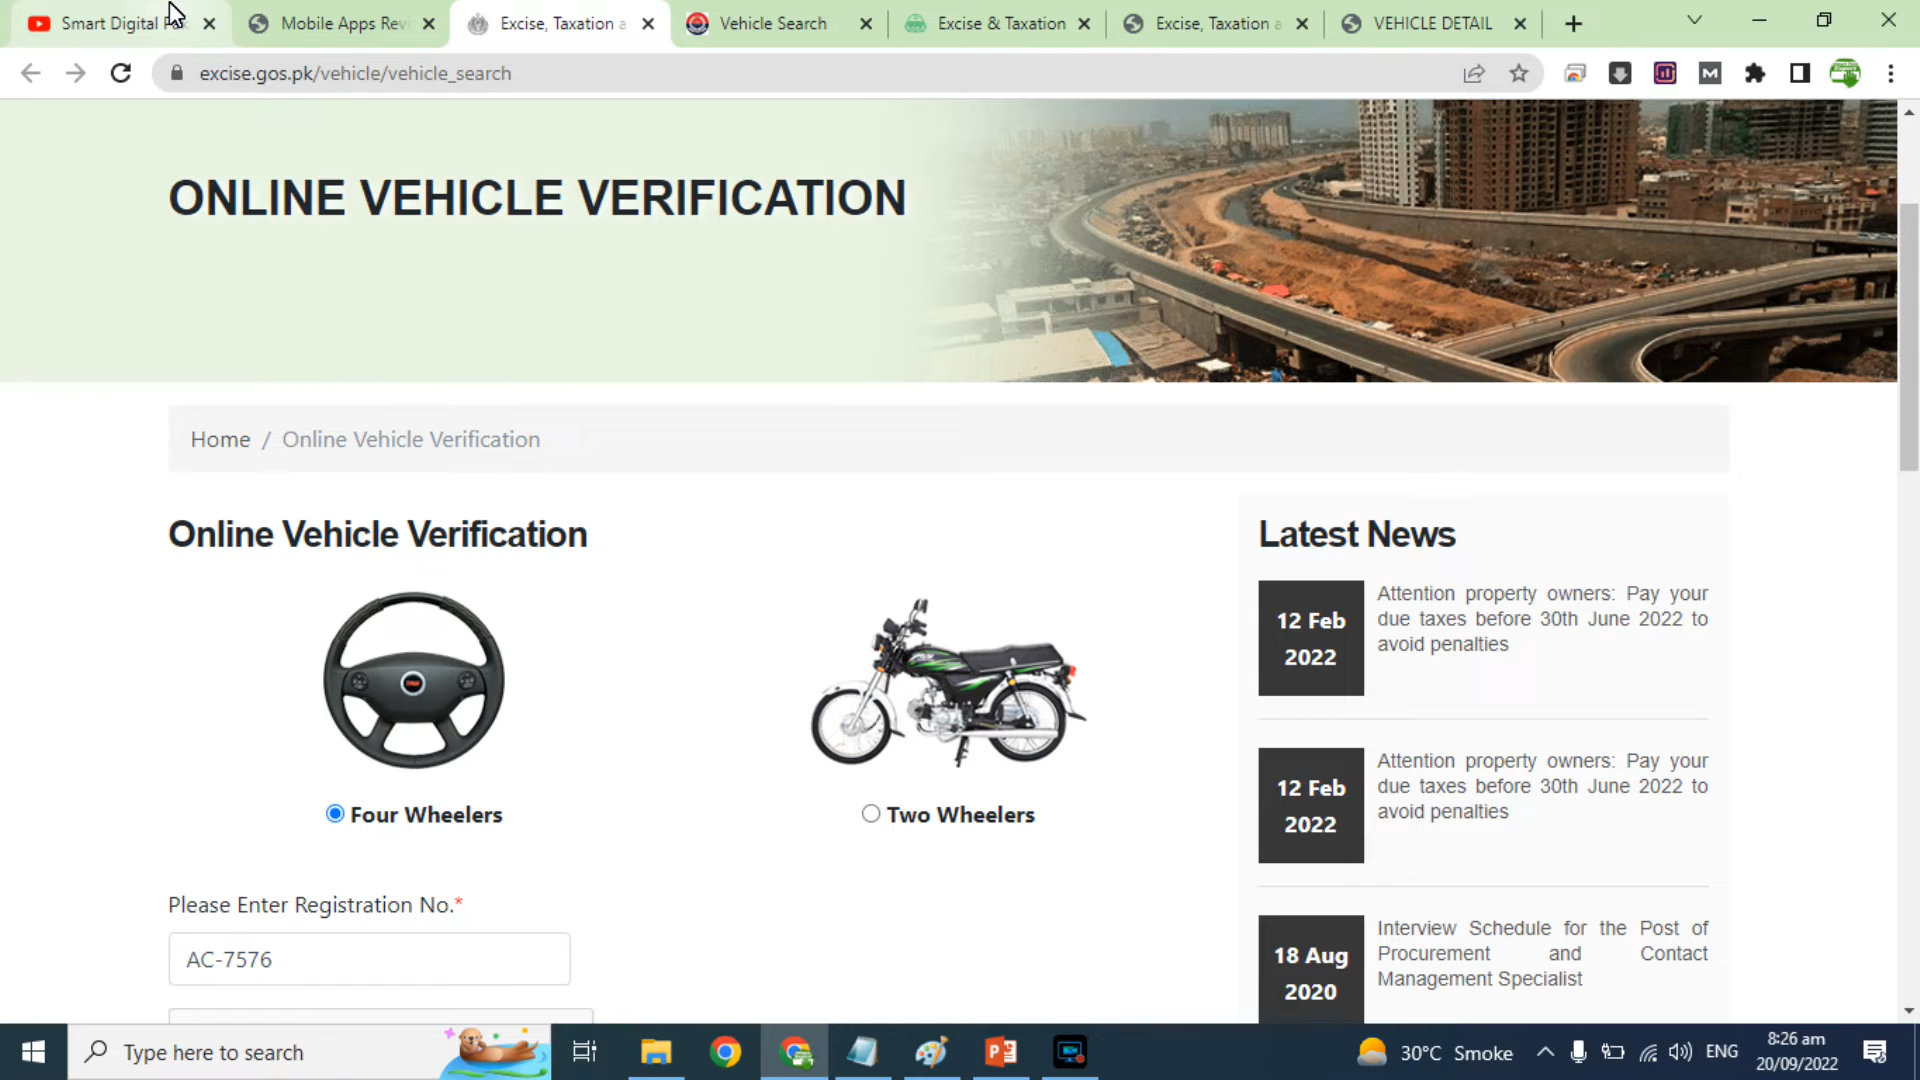 Smart Digital Pa
Mobile Apps Revi
Excise, Taxation a
Vehicle Search
Excise & Taxation
Excise, Taxation a
VEHICLE DETAIL
excise.gos.pk/vehicle/vehicle_search
ONLINE VEHICLE VERIFICATION
Home / Online Vehicle Verification
Online Vehicle Verification
Four Wheelers
Two Wheelers
Please Enter Registration No.*
AC-7576
Latest News
12 Feb
2022
Attention property owners: Pay your
due taxes before 30th June 2022 to
avoid penalties
12 Feb
2022
Attention property owners: Pay your
due taxes before 30th June 2022 to
avoid penalties
18 Aug
2020
Interview Schedule for the Post of
Procurement and Contact
Management Specialist
Type here to search
30°C Smoke
ENG
8:26 am
20/09/2022